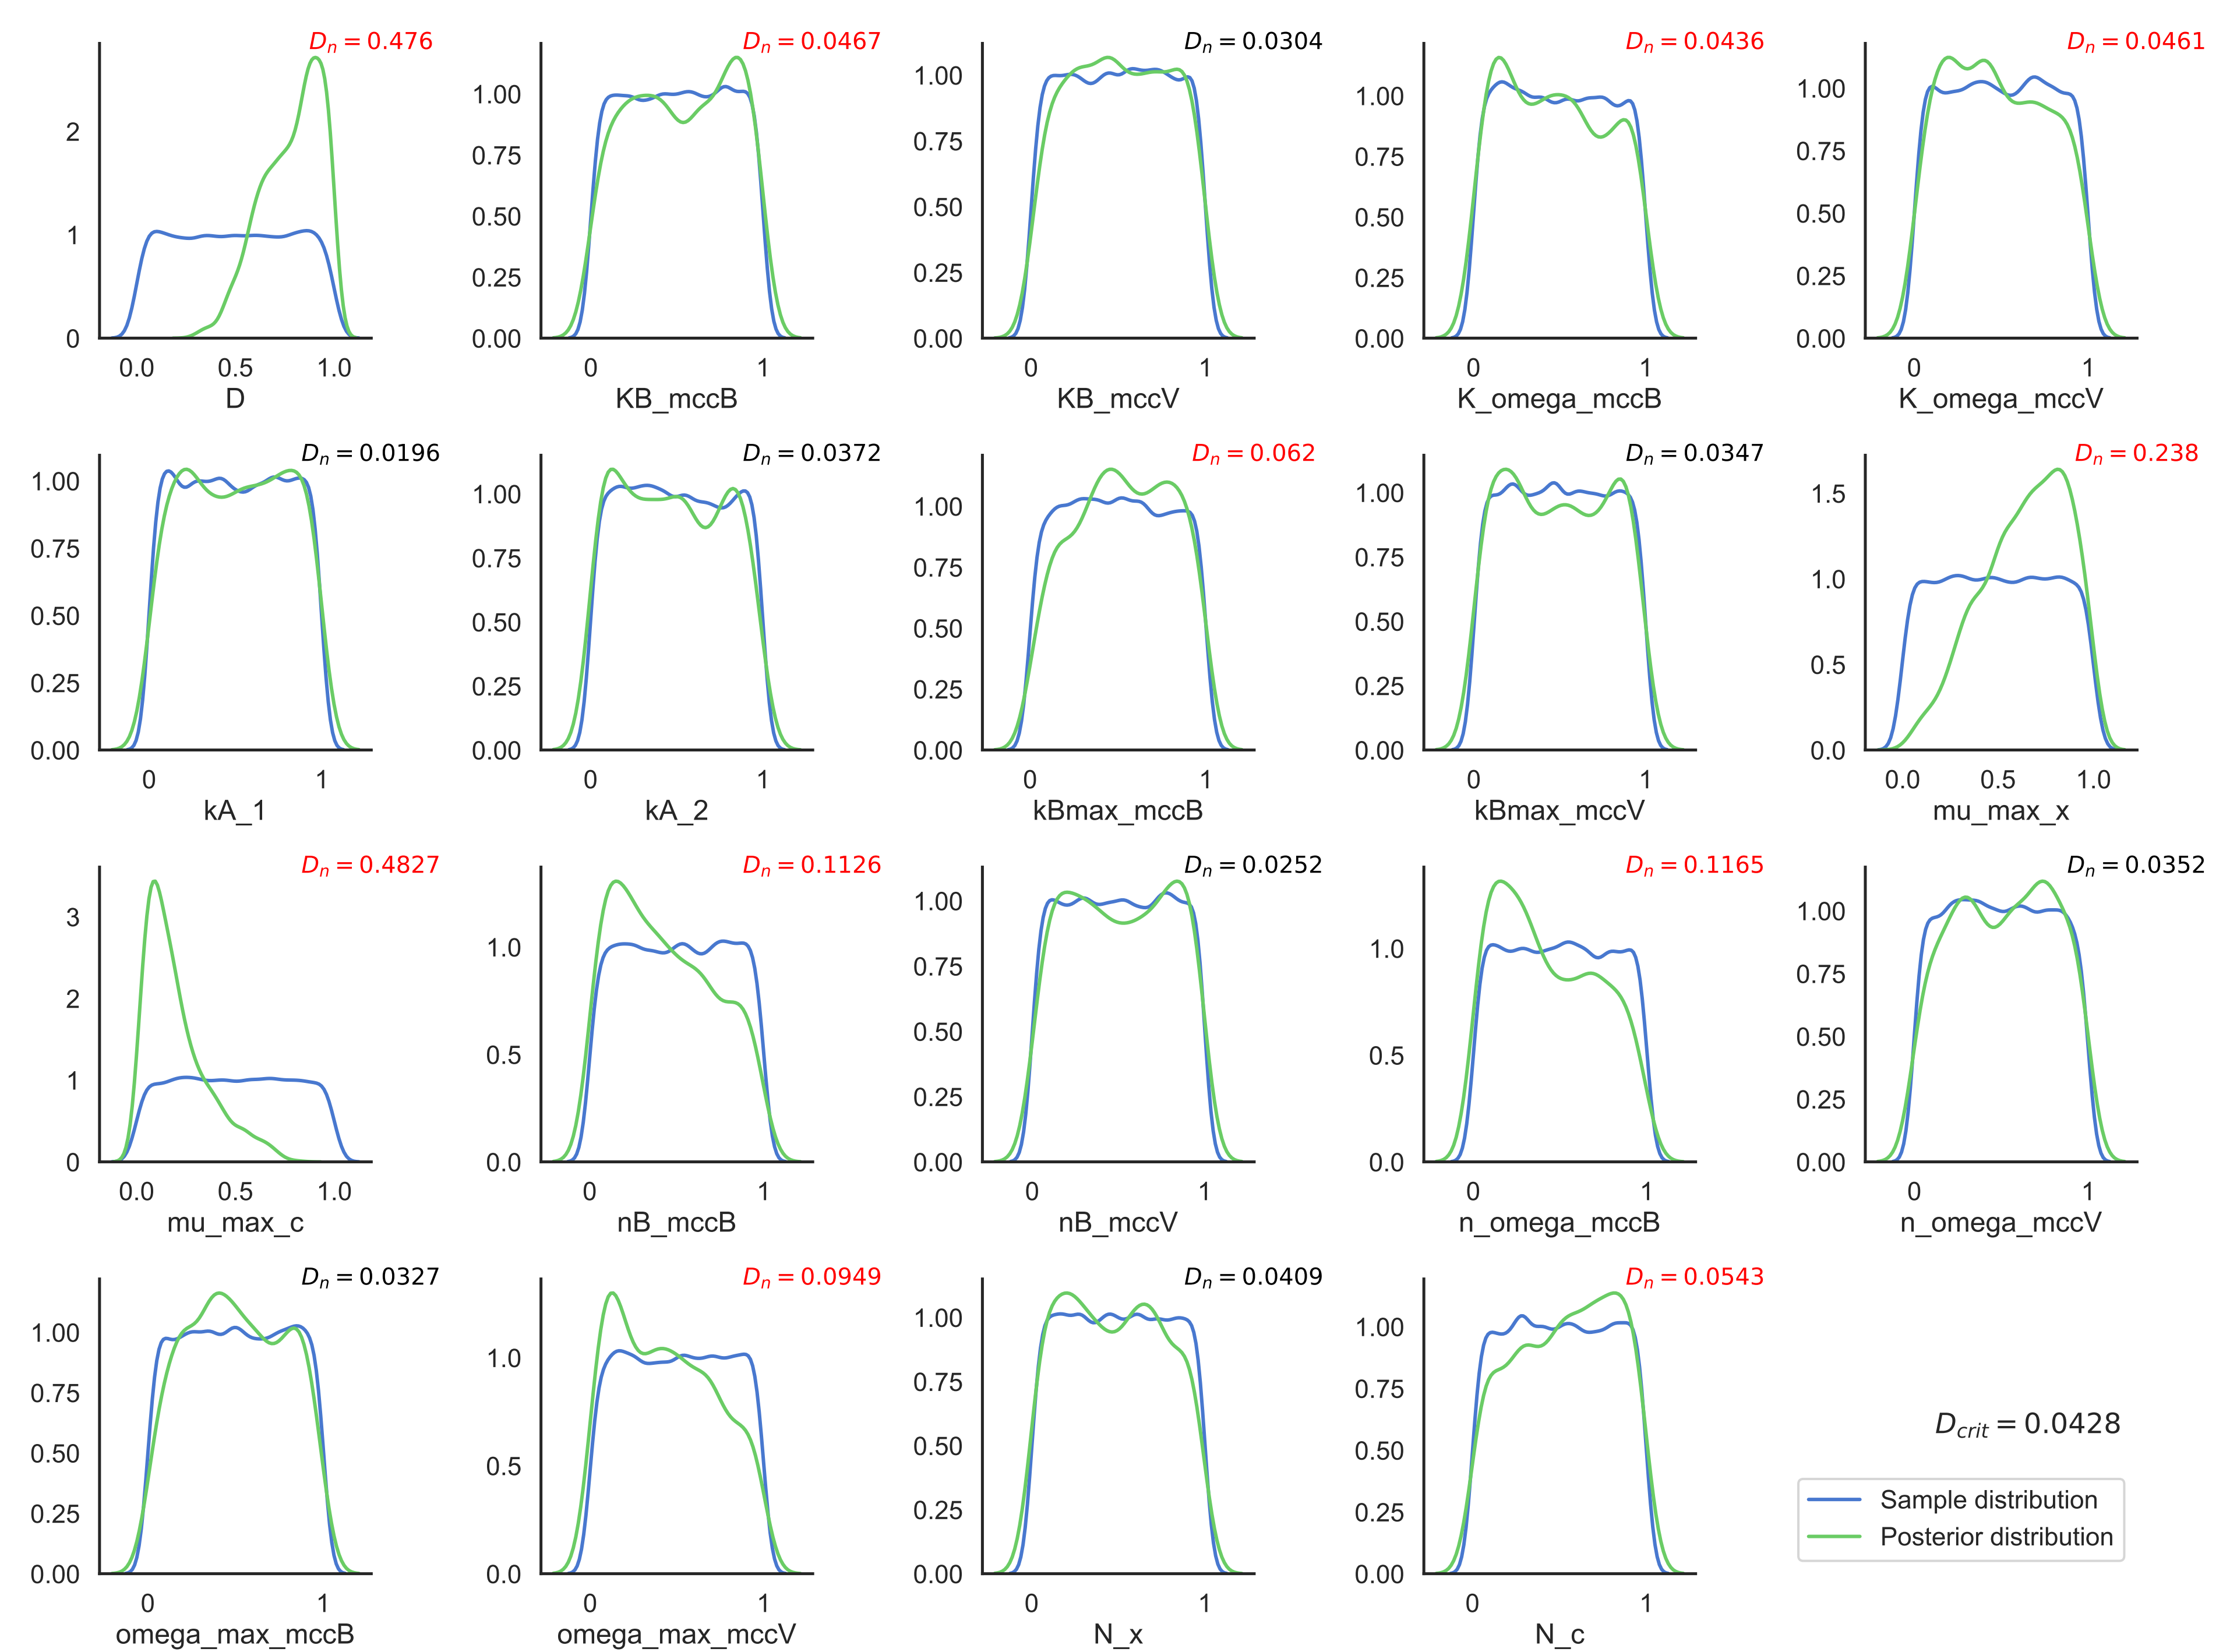 D_n = 0.476
2
1
0
0.0 0.5 1.0
D
D_n = 0.0467
1.00
0.75
0.50
0.25
0.00
0 1
KB_mccB
D_n = 0.0304
1.00
0.75
0.50
0.25
0.00
0 1
KB_mccV
D_n = 0.0436
1.00
0.75
0.50
0.25
0.00
0 1
K_omega_mccB
D_n = 0.0461
1.00
0.75
0.50
0.25
0.00
0 1
K_omega_mccV
D_n = 0.0196
1.00
0.75
0.50
0.25
0.00
0 1
kA_1
D_n = 0.0372
1.00
0.75
0.50
0.25
0.00
0 1
kA_2
D_n = 0.062
1.00
0.75
0.50
0.25
0.00
0 1
kBmax_mccB
D_n = 0.0347
1.00
0.75
0.50
0.25
0.00
0 1
kBmax_mccV
D_n = 0.238
1.5
1.0
0.5
0.0
0.0 0.5 1.0
mu_max_x
D_n = 0.4827
3
2
1
0
0.0 0.5 1.0
mu_max_c
D_n = 0.1126
1.0
0.5
0.0
0 1
nB_mccB
D_n = 0.0252
1.00
0.75
0.50
0.25
0.00
0 1
nB_mccV
D_n = 0.1165
1.0
0.5
0.0
0 1
n_omega_mccB
D_n = 0.0352
1.00
0.75
0.50
0.25
0.00
0 1
n_omega_mccV
D_n = 0.0327
1.00
0.75
0.50
0.25
0.00
0 1
omega_max_mccB
D_n = 0.0949
1.0
0.5
0.0
0 1
omega_max_mccV
D_n = 0.0409
1.00
0.75
0.50
0.25
0.00
0 1
N_x
D_n = 0.0543
1.00
0.75
0.50
0.25
0.00
0 1
N_c
D_crit = 0.0428
Sample distribution
Posterior distribution